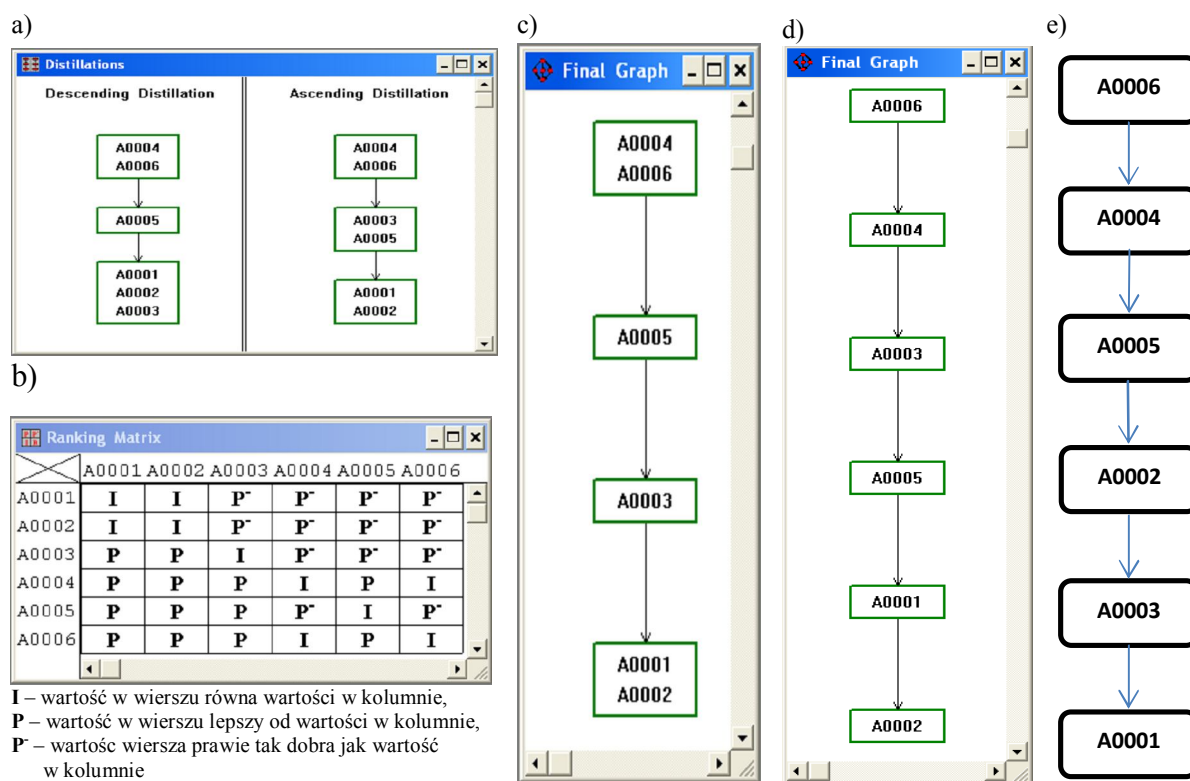 a)
Distillations
Descending Distillation
Ascending Distillation
A0004
A0006
A0005
A0001
A0002
A0003
A0004
A0006
A0003
A0005
A0001
A0002
b)
Ranking Matrix
A0001 A0002 A0003 A0004 A0005 A0006
A0001 I I P- P- P- P-
A0002 I I P- P- P- P-
A0003 P P I P- P- P-
A0004 P P P I P I
A0005 P P P P- I P-
A0006 P P P I P I
I – wartość w wierszu równa wartości w kolumnie,
P – wartość w wierszu lepszy od wartości w kolumnie,
P- – wartośc wiersza prawie tak dobra jak wartość
w kolumnie
c)
Final Graph
A0004
A0006
A0005
A0003
A0001
A0002
d)
Final Graph
A0006
A0004
A0003
A0005
A0001
A0002
e)
A0006
A0004
A0005
A0002
A0003
A0001